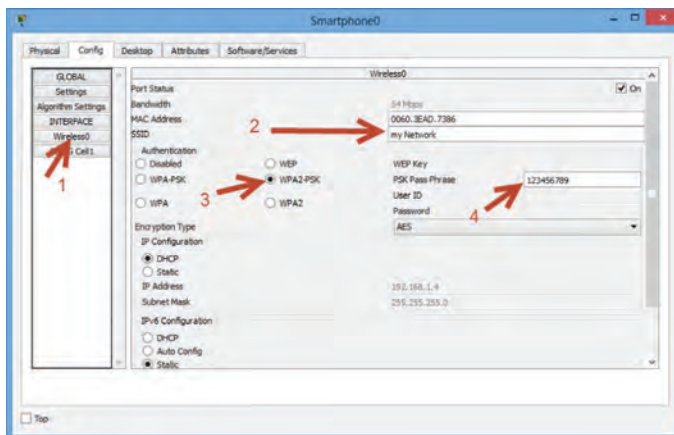 Smartphone0
Physical Config Desktop Attributes Software/Services
GLOBAL
Settings
Algorithm Settings
INTERFACE
Wireless0
G Cell1
1
Wireless0
Port Status On
Bandwidth 54 Mbps
MAC Address 0060.3EAD.7386
2
SSID my Network
Authentication
Disabled WEP WEP Key
WPA-PSK WPA2-PSK PSK Pass Phrase 123456789
3
User ID
4
WPA WPA2 Password
Encryption Type AES
IP Configuration
DHCP
Static
IP Address 192.168.1.4
Subnet Mask 255.255.255.0
IPv6 Configuration
DHCP
Auto Config
Static
Top